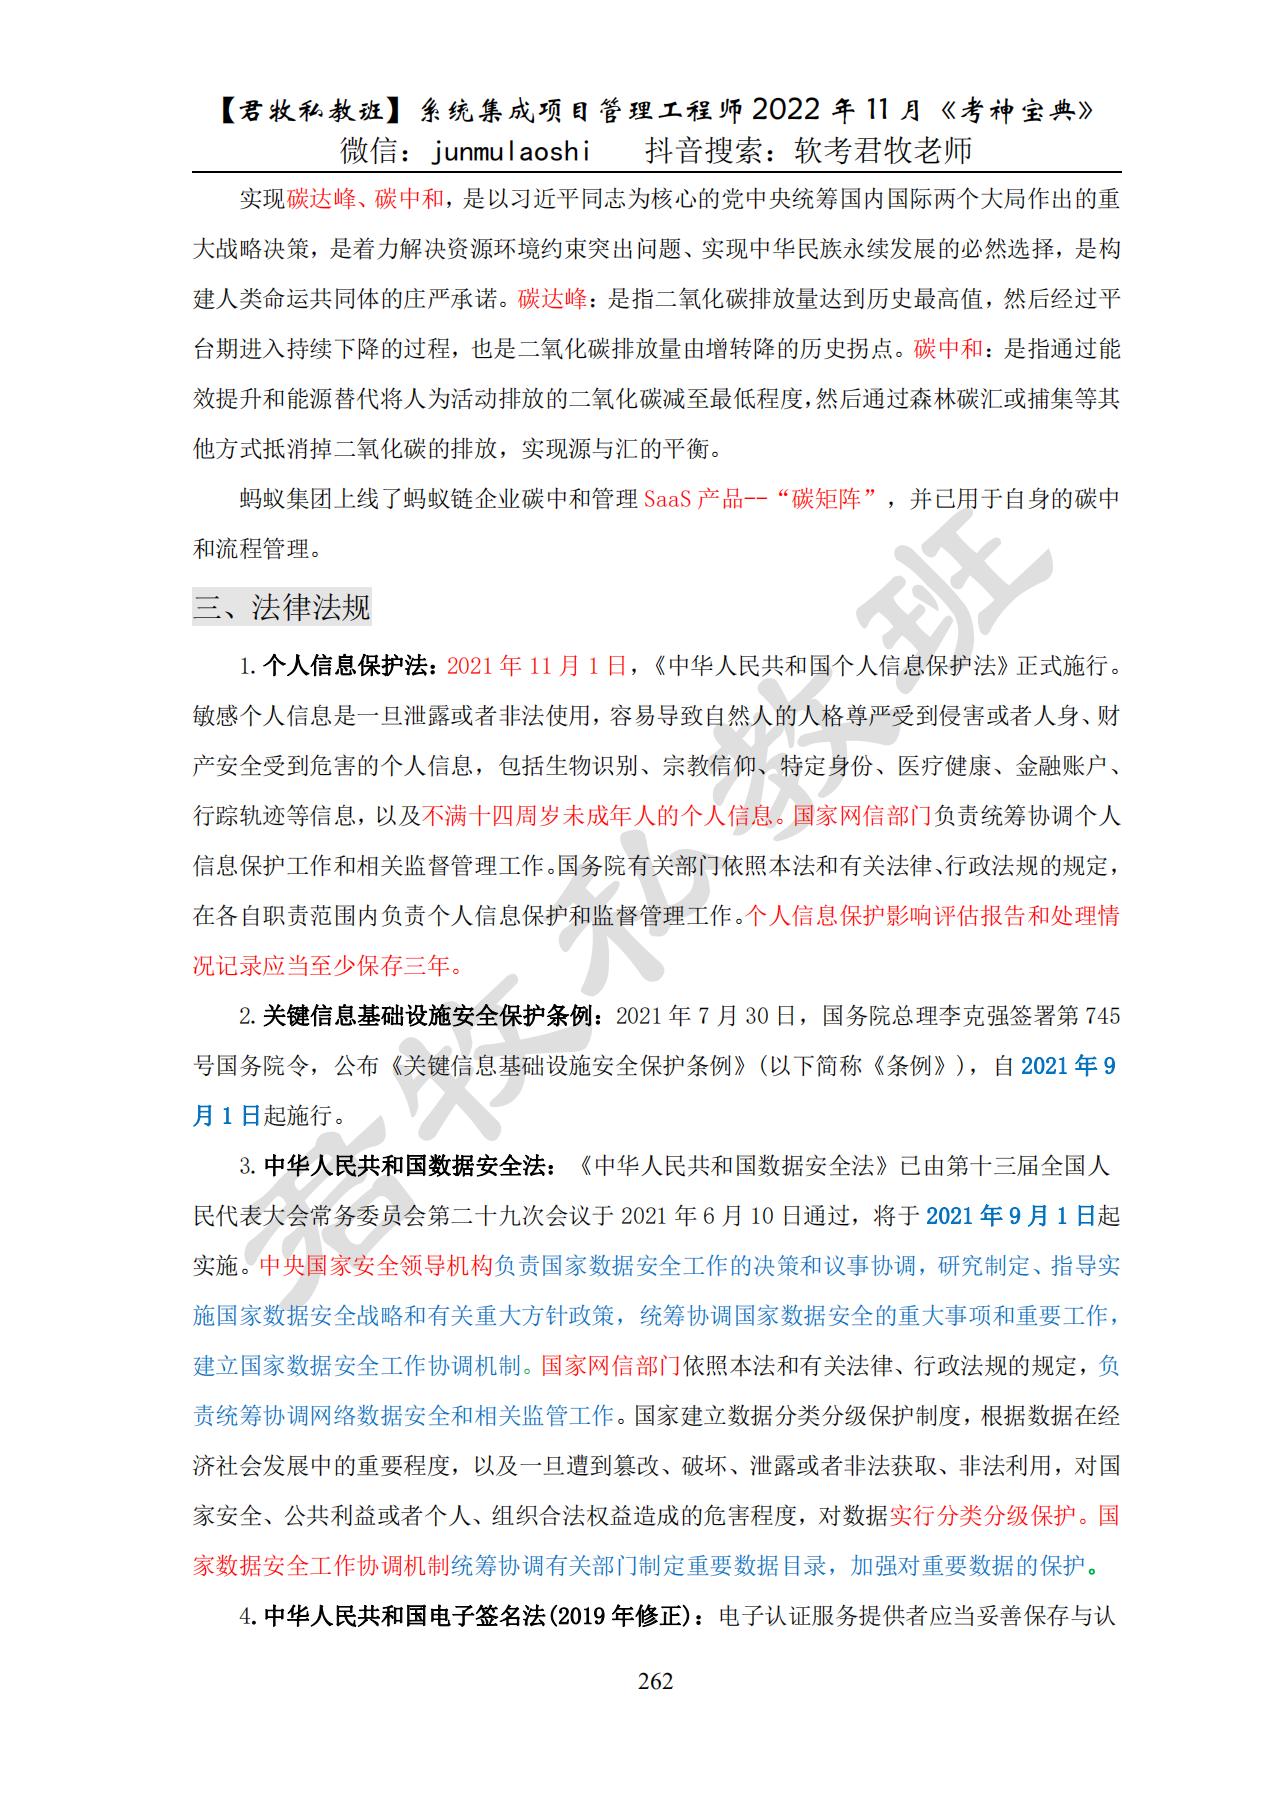 【君牧私教班】系统集成项目管理工程师2022年11月《考神宝典》
微信：junmulaoshi 抖音搜索：软考君牧老师
实现碳达峰、碳中和，是以习近平同志为核心的党中央统筹国内国际两个大局作出的重
大战略决策，是着力解决资源环境约束突出问题、实现中华民族永续发展的必然选择，是构
建人类命运共同体的庄严承诺。碳达峰：是指二氧化碳排放量达到历史最高值，然后经过平
台期进入持续下降的过程，也是二氧化碳排放量由增转降的历史拐点。碳中和：是指通过能
效提升和能源替代将人为活动排放的二氧化碳减至最低程度,然后通过森林碳汇或捕集等其
他方式抵消掉二氧化碳的排放，实现源与汇的平衡。
蚂蚁集团上线了蚂蚁链企业碳中和管理 SaaS 产品--“碳矩阵”，并已用于自身的碳中
和流程管理。
三、法律法规
1.个人信息保护法：2021年11月1日，《中华人民共和国个人信息保护法》正式施行。
敏感个人信息是一旦泄露或者非法使用，容易导致自然人的人格尊严受到侵害或者人身、财
产安全受到危害的个人信息，包括生物识别、宗教信仰、特定身份、医疗健康、金融账户、
行踪轨迹等信息，以及不满十四周岁未成年人的个人信息。国家网信部门负责统筹协调个人
信息保护工作和相关监督管理工作。国务院有关部门依照本法和有关法律、行政法规的规定，
在各自职责范围内负责个人信息保护和监督管理工作。个人信息保护影响评估报告和处理情
况记录应当至少保存三年。
2.关键信息基础设施安全保护条例：2021年7月30日，国务院总理李克强签署第745
号国务院令，公布《关键信息基础设施安全保护条例》(以下简称《条例》)，自2021年9
月1日起施行。
3.中华人民共和国数据安全法：《中华人民共和国数据安全法》已由第十三届全国人
民代表大会常务委员会第二十九次会议于2021年6月10日通过，将于2021年9月1日起
实施。中央国家安全领导机构负责国家数据安全工作的决策和议事协调，研究制定、指导实
施国家数据安全战略和有关重大方针政策，统筹协调国家数据安全的重大事项和重要工作，
建立国家数据安全工作协调机制。国家网信部门依照本法和有关法律、行政法规的规定，负
责统筹协调网络数据安全和相关监管工作。国家建立数据分类分级保护制度，根据数据在经
济社会发展中的重要程度，以及一旦遭到篡改、破坏、泄露或者非法获取、非法利用，对国
家安全、公共利益或者个人、组织合法权益造成的危害程度，对数据实行分类分级保护。国
家数据安全工作协调机制统筹协调有关部门制定重要数据目录，加强对重要数据的保护。
4.中华人民共和国电子签名法(2019年修正)：电子认证服务提供者应当妥善保存与认
262
君牧私教班